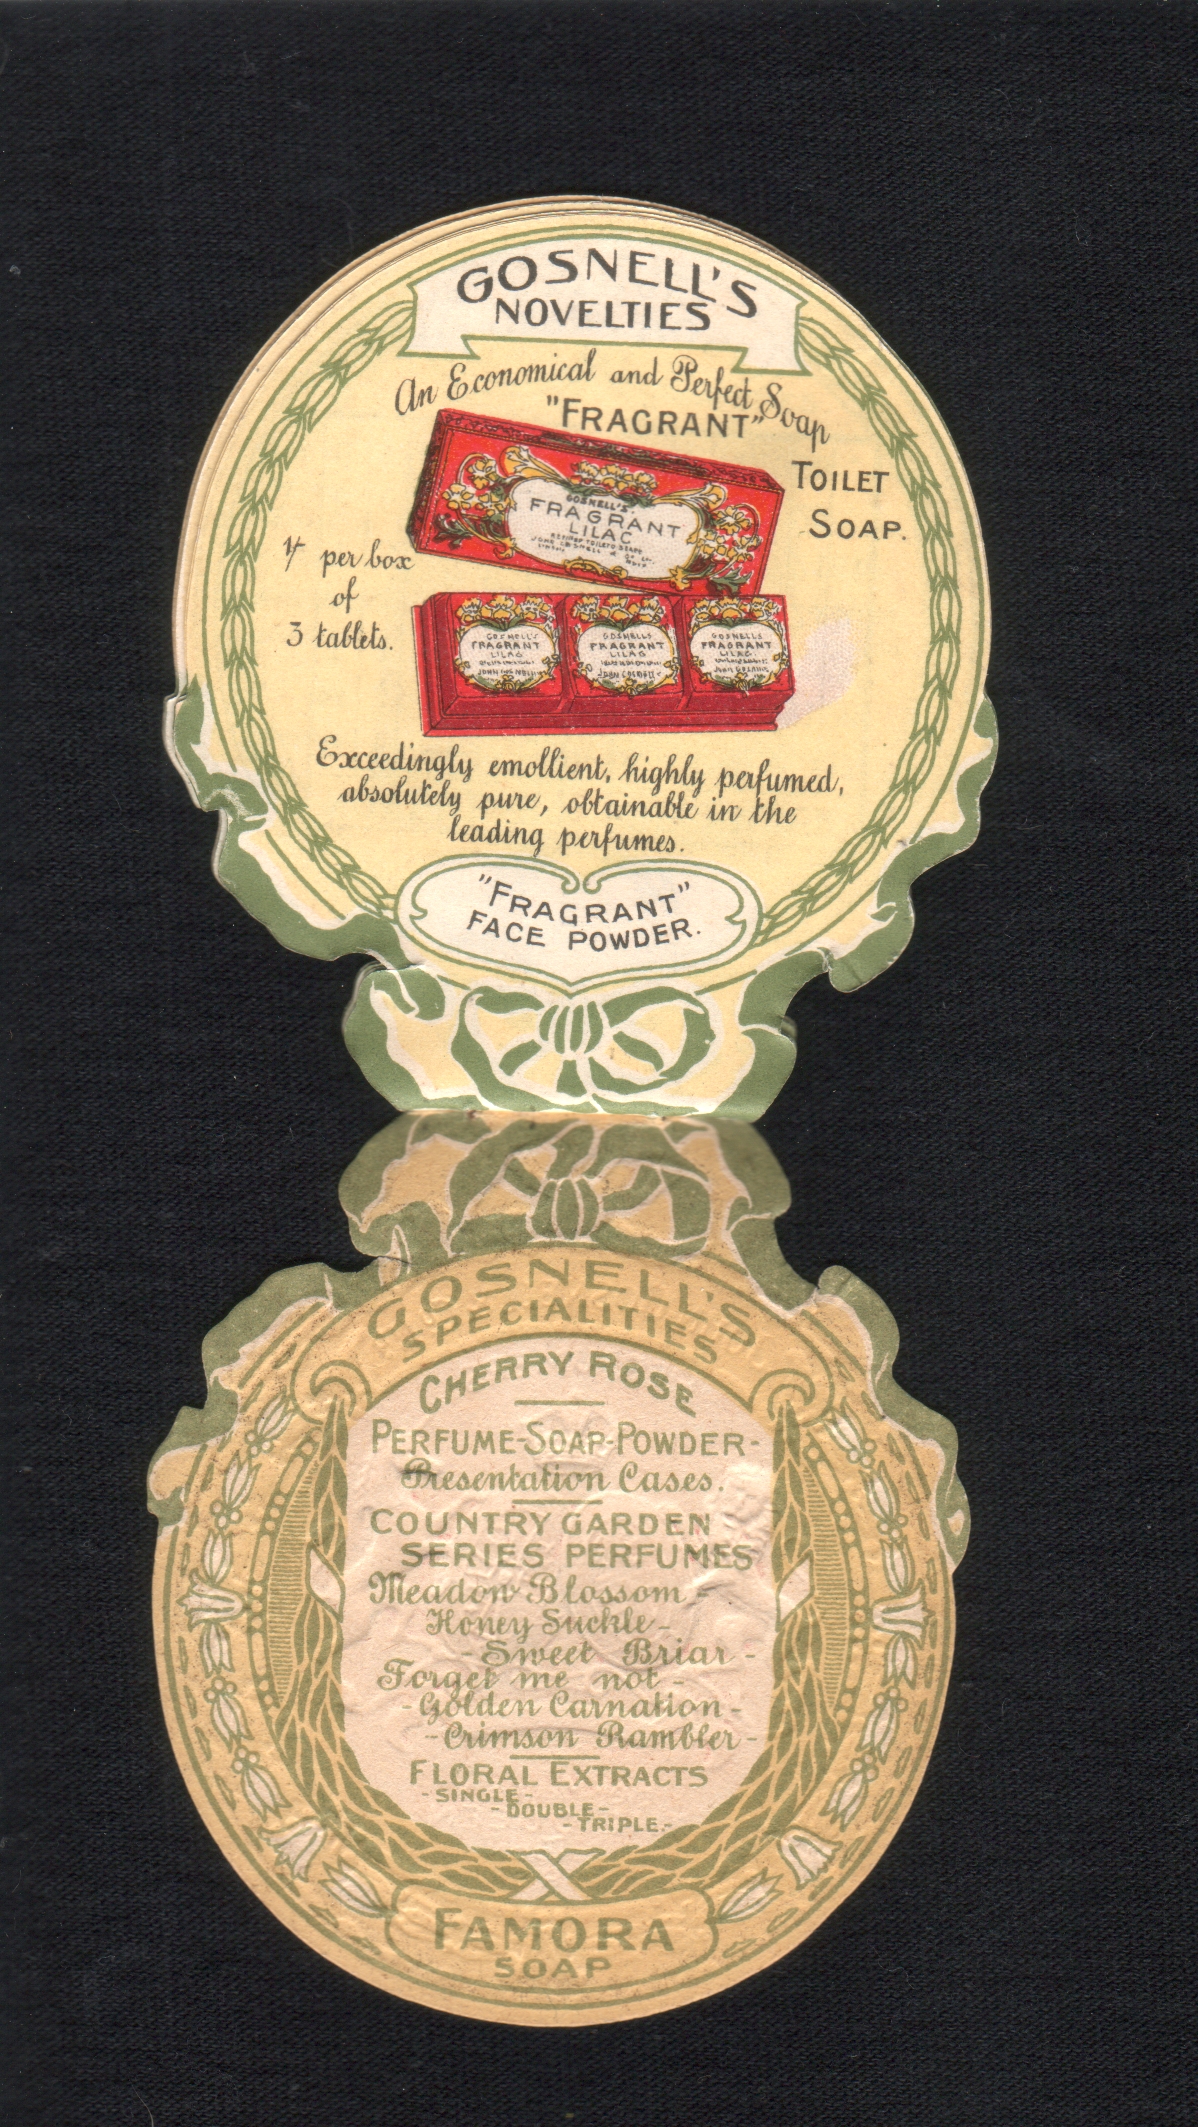 GOSNELL'S
NOVELTIES
An Economical and Perfect Soap
"FRAGRANT"
TOILET
SOAP.
GOSNELL'S
FRAGRANT
LILAC
1/- per box
of
3 tablets.
GOSNELL'S
FRAGRANT
LILAC
GOSNELLS
FRAGRANT
LILAC
GOSNELLS
FRAGRANT
LILAC
Exceedingly emollient, highly perfumed,
absolutely pure, obtainable in the
leading perfumes.
"FRAGRANT"
FACE POWDER.
GOSNELL'S
SPECIALITIES
CHERRY ROSE
PERFUME-SOAP-POWDER-
Presentation Cases.
COUNTRY GARDEN
SERIES PERFUMES
Meadow Blossom -
Honey Suckle -
- Sweet Briar -
Forget me not -
- Golden Carnation -
- Crimson Rambler -
FLORAL EXTRACTS
- SINGLE -
- DOUBLE -
- TRIPLE. -
FAMORA
SOAP